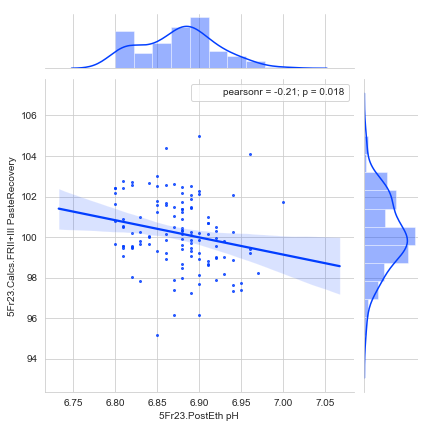 pearsonr = -0.21; p = 0.018
106
104
102
100
98
96
94
5Fr23.Calcs.FRII+III PasteRecovery
6.75 6.80 6.85 6.90 6.95 7.00 7.05
5Fr23.PostEth pH